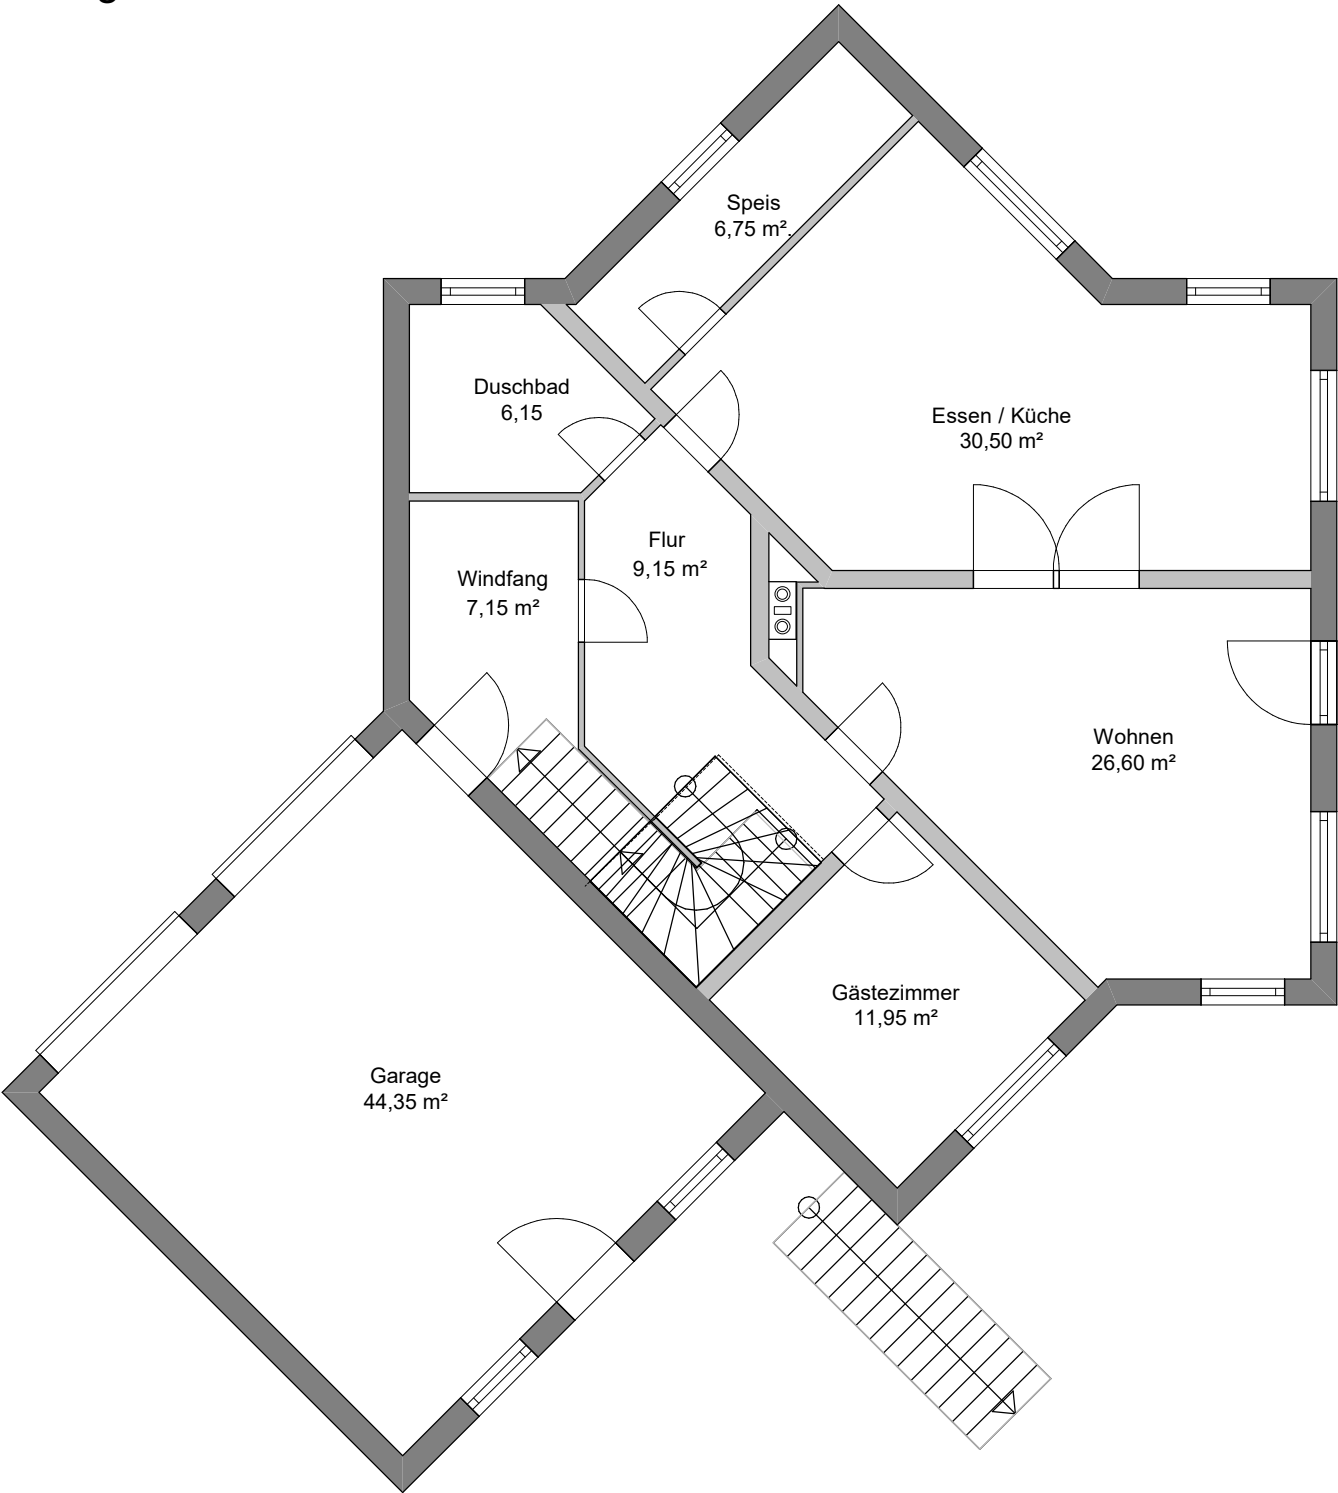 Speis
6,75 m².
Duschbad
6,15
Essen / Küche
30,50 m²
Flur
9,15 m²
Windfang
7,15 m²
Wohnen
26,60 m²
Gästezimmer
11,95 m²
Garage
44,35 m²